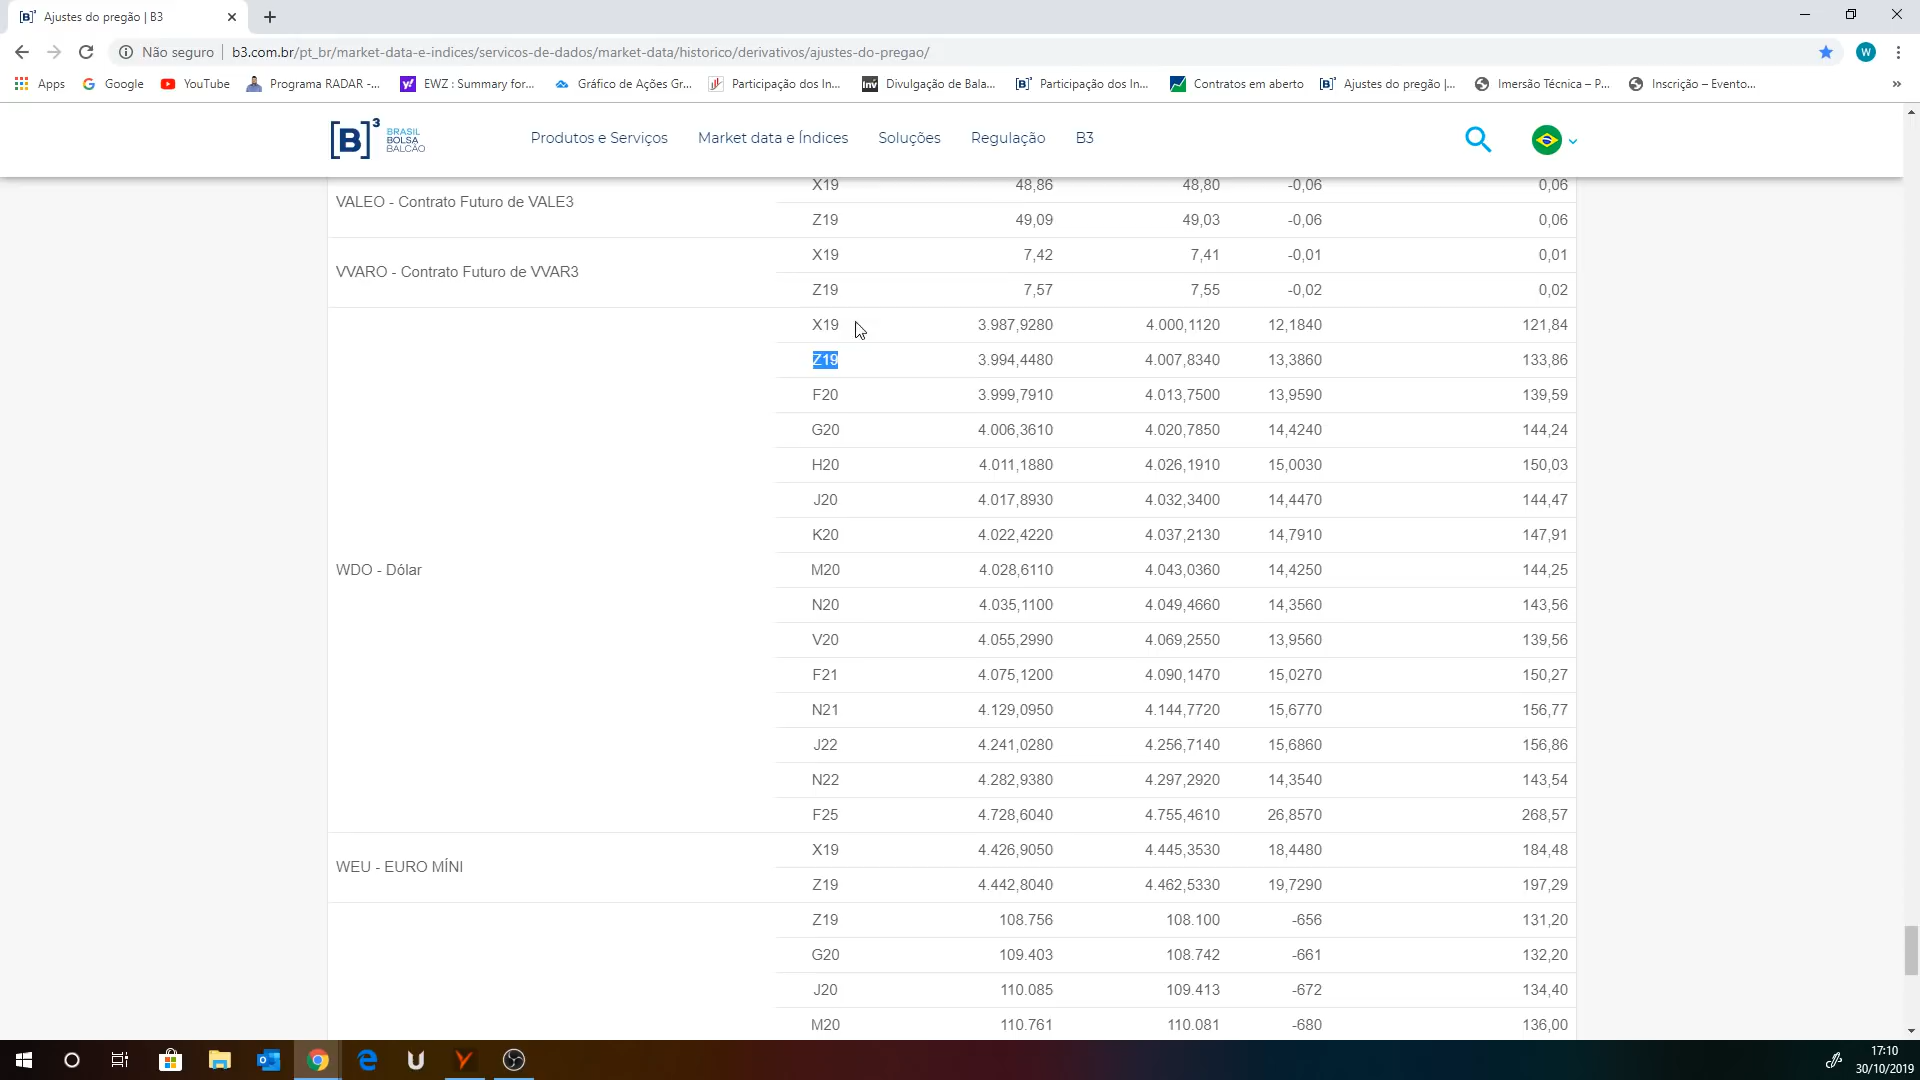 Ajustes do pregão | B3
Não seguro | b3.com.br/pt_br/market-data-e-indices/servicos-de-dados/market-data/historico/derivativos/ajustes-do-pregao/
W
Apps Google YouTube Programa RADAR -... EWZ : Summary for... Gráfico de Ações Gr... Participação dos In... Divulgação de Bala... Participação dos In... Contratos em aberto Ajustes do pregão |... Imersão Técnica – P... Inscrição – Evento... »
[B]³ BRASIL BOLSA BALCÃO
Produtos e Serviços Market data e Índices Soluções Regulação B3
VALEO - Contrato Futuro de VALE3
X19 48,86 48,80 -0,06 0,06
Z19 49,09 49,03 -0,06 0,06
VVARO - Contrato Futuro de VVAR3
X19 7,42 7,41 -0,01 0,01
Z19 7,57 7,55 -0,02 0,02
WDO - Dólar
X19 3.987,9280 4.000,1120 12,1840 121,84
Z19 3.994,4480 4.007,8340 13,3860 133,86
F20 3.999,7910 4.013,7500 13,9590 139,59
G20 4.006,3610 4.020,7850 14,4240 144,24
H20 4.011,1880 4.026,1910 15,0030 150,03
J20 4.017,8930 4.032,3400 14,4470 144,47
K20 4.022,4220 4.037,2130 14,7910 147,91
M20 4.028,6110 4.043,0360 14,4250 144,25
N20 4.035,1100 4.049,4660 14,3560 143,56
V20 4.055,2990 4.069,2550 13,9560 139,56
F21 4.075,1200 4.090,1470 15,0270 150,27
N21 4.129,0950 4.144,7720 15,6770 156,77
J22 4.241,0280 4.256,7140 15,6860 156,86
N22 4.282,9380 4.297,2920 14,3540 143,54
F25 4.728,6040 4.755,4610 26,8570 268,57
WEU - EURO MÍNI
X19 4.426,9050 4.445,3530 18,4480 184,48
Z19 4.442,8040 4.462,5330 19,7290 197,29
Z19 108.756 108.100 -656 131,20
G20 109.403 108.742 -661 132,20
J20 110.085 109.413 -672 134,40
M20 110.761 110.081 -680 136,00
17:10
30/10/2019